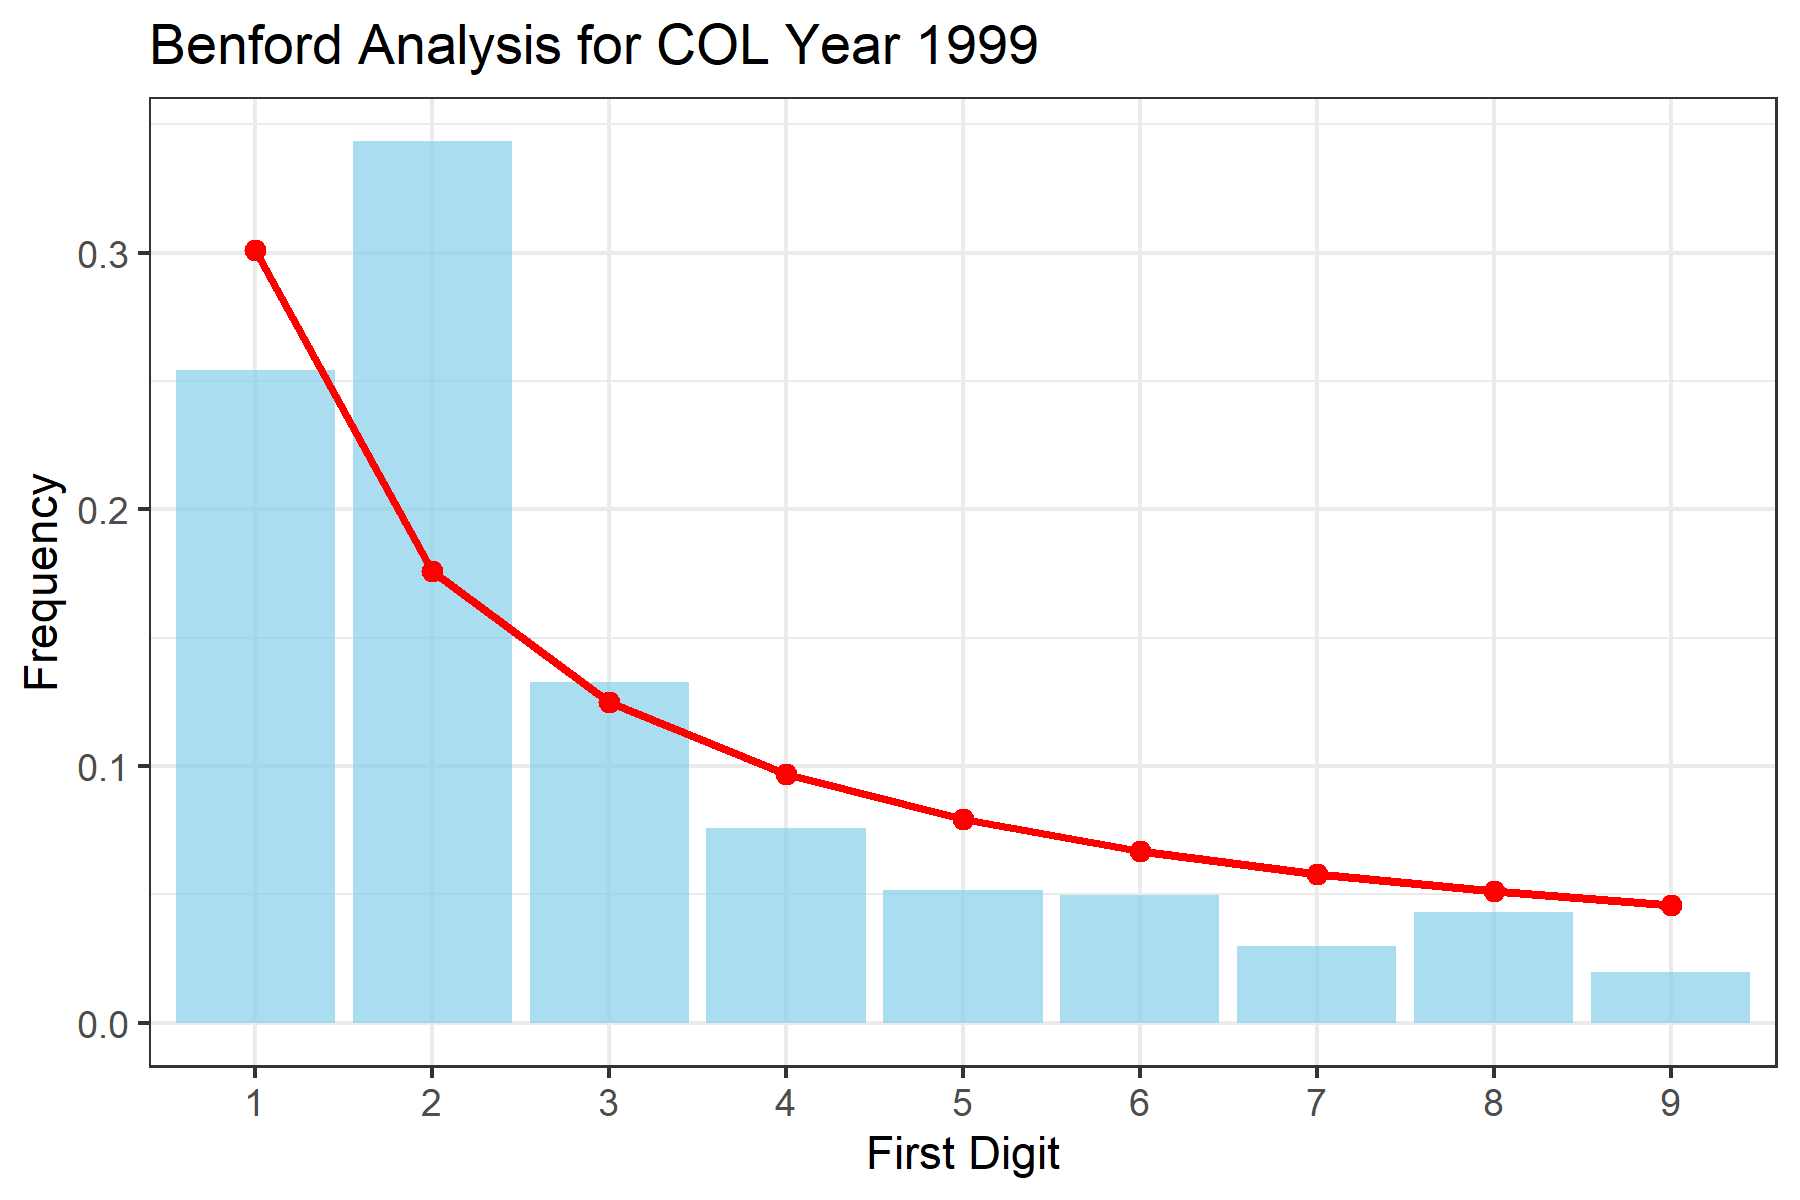 Benford Analysis for COL Year 1999
Frequency
0.3
0.2
0.1
0.0
1 2 3 4 5 6 7 8 9
First Digit